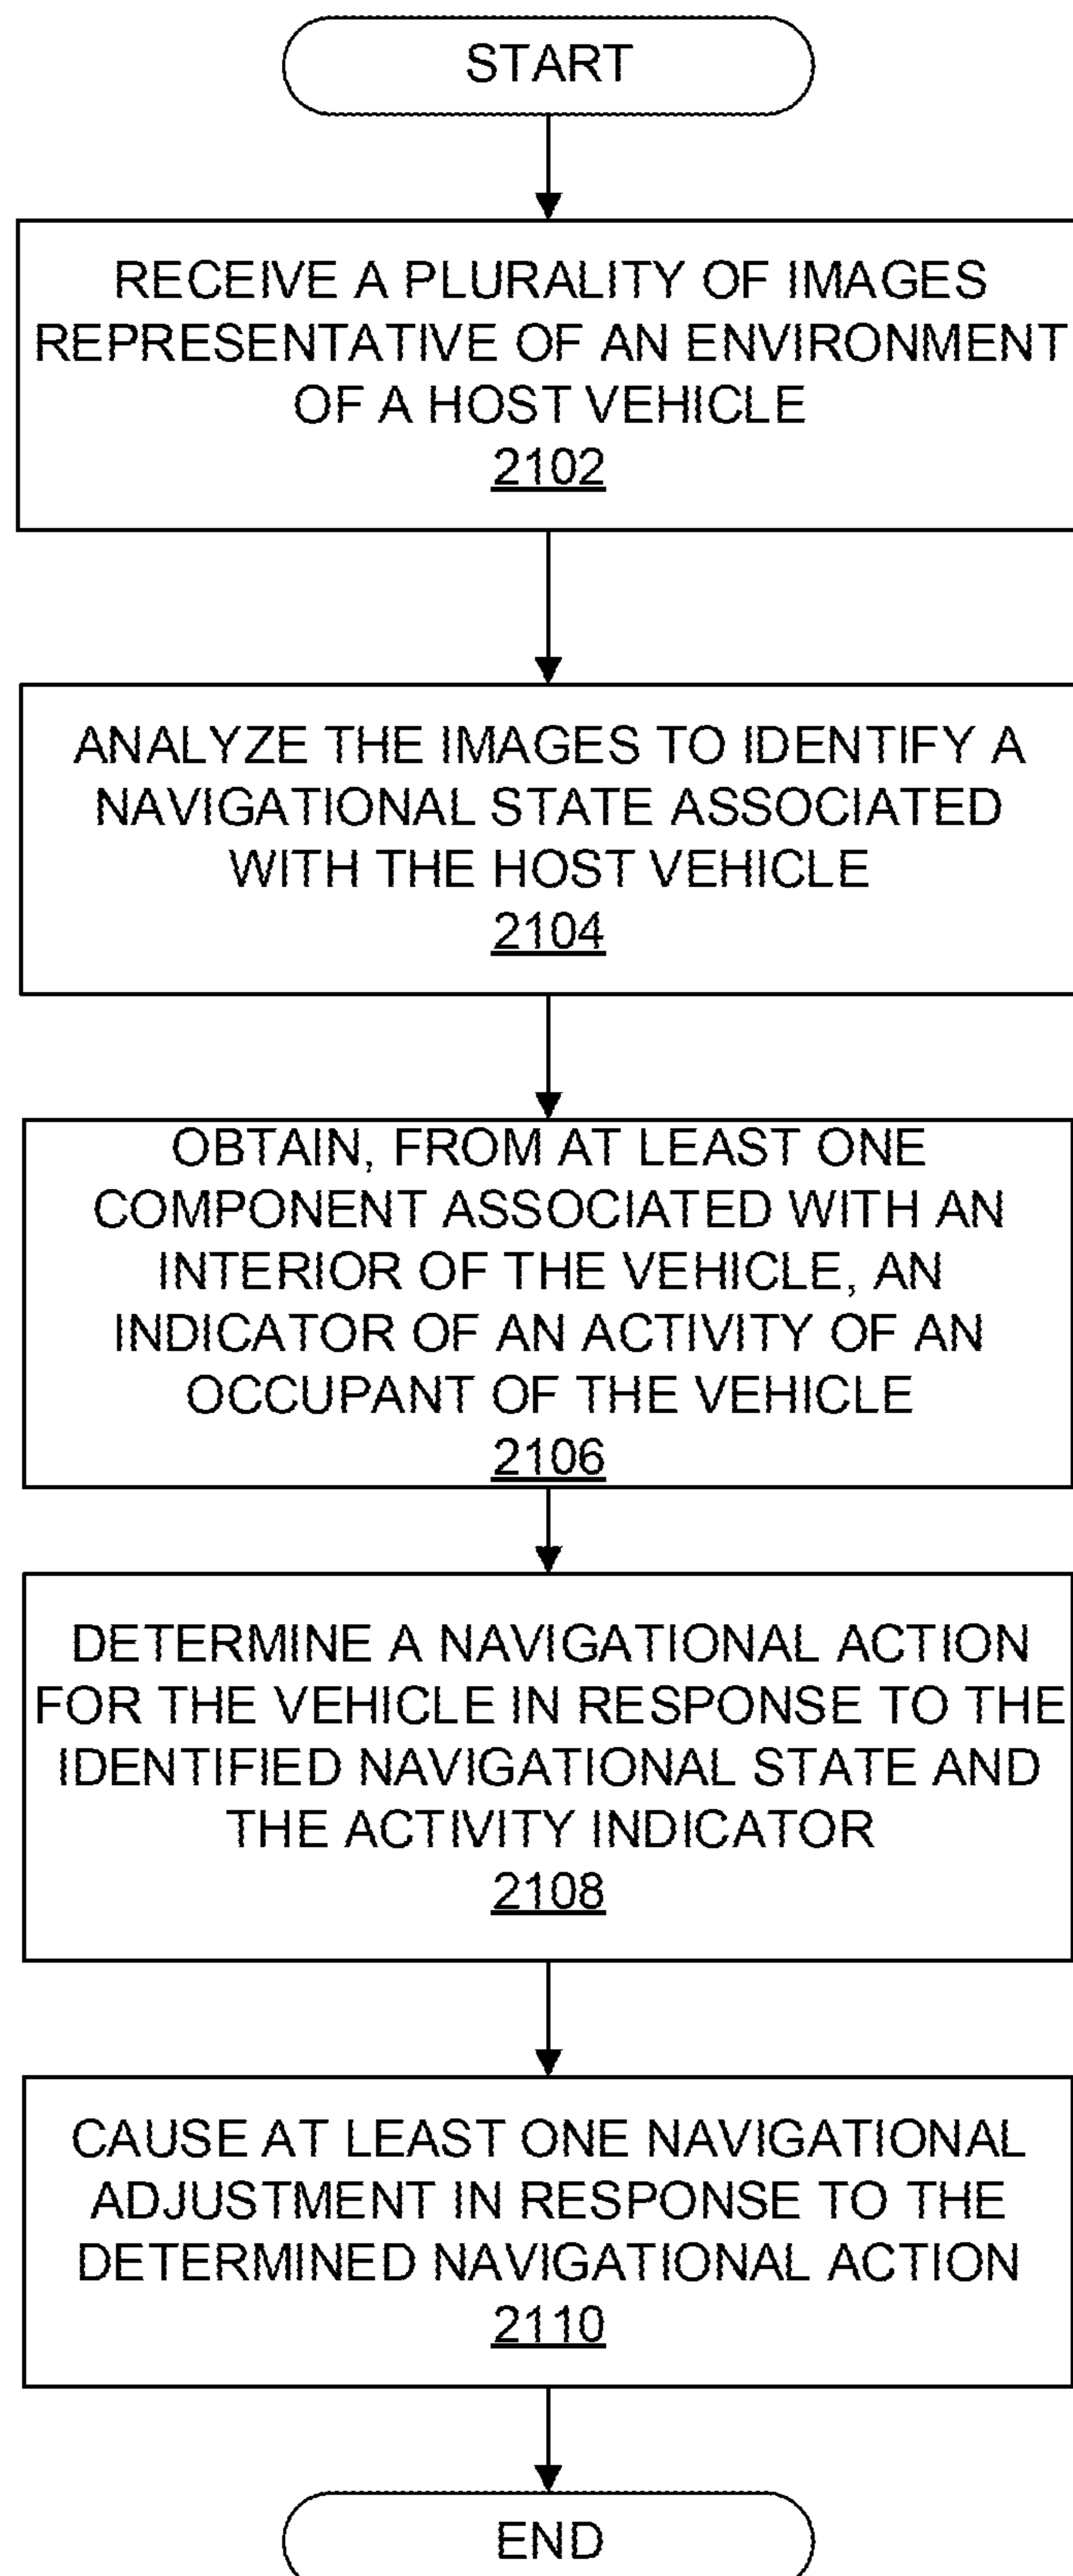 START
RECEIVE A PLURALITY OF IMAGES
REPRESENTATIVE OF AN ENVIRONMENT
OF A HOST VEHICLE
2102
ANALYZE THE IMAGES TO IDENTIFY A
NAVIGATIONAL STATE ASSOCIATED
WITH THE HOST VEHICLE
2104
OBTAIN, FROM AT LEAST ONE
COMPONENT ASSOCIATED WITH AN
INTERIOR OF THE VEHICLE, AN
INDICATOR OF AN ACTIVITY OF AN
OCCUPANT OF THE VEHICLE
2106
DETERMINE A NAVIGATIONAL ACTION
FOR THE VEHICLE IN RESPONSE TO THE
IDENTIFIED NAVIGATIONAL STATE AND
THE ACTIVITY INDICATOR
2108
CAUSE AT LEAST ONE NAVIGATIONAL
ADJUSTMENT IN RESPONSE TO THE
DETERMINED NAVIGATIONAL ACTION
2110
END